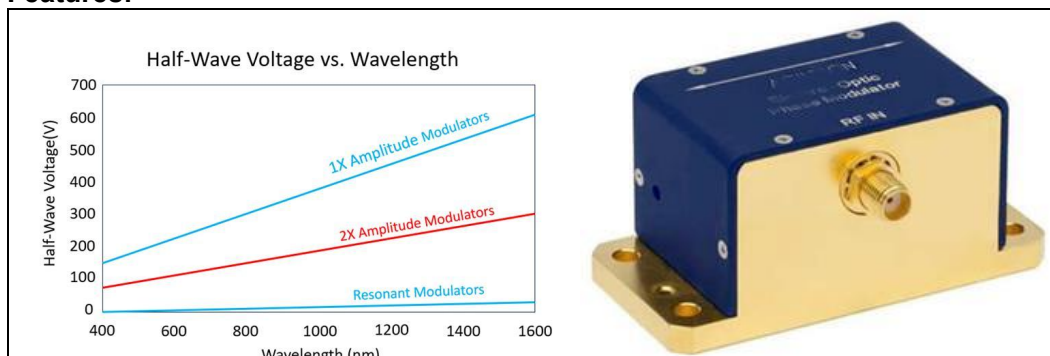 Features:
Half-Wave Voltage vs. Wavelength
700
600
500
400
300
200
100
0
Half-Wave Voltage(V)
1X Amplitude Modulators
2X Amplitude Modulators
Resonant Modulators
400
600
800
1000
1200
1400
1600
Wavelength (nm)
Phase Modulator
RF IN